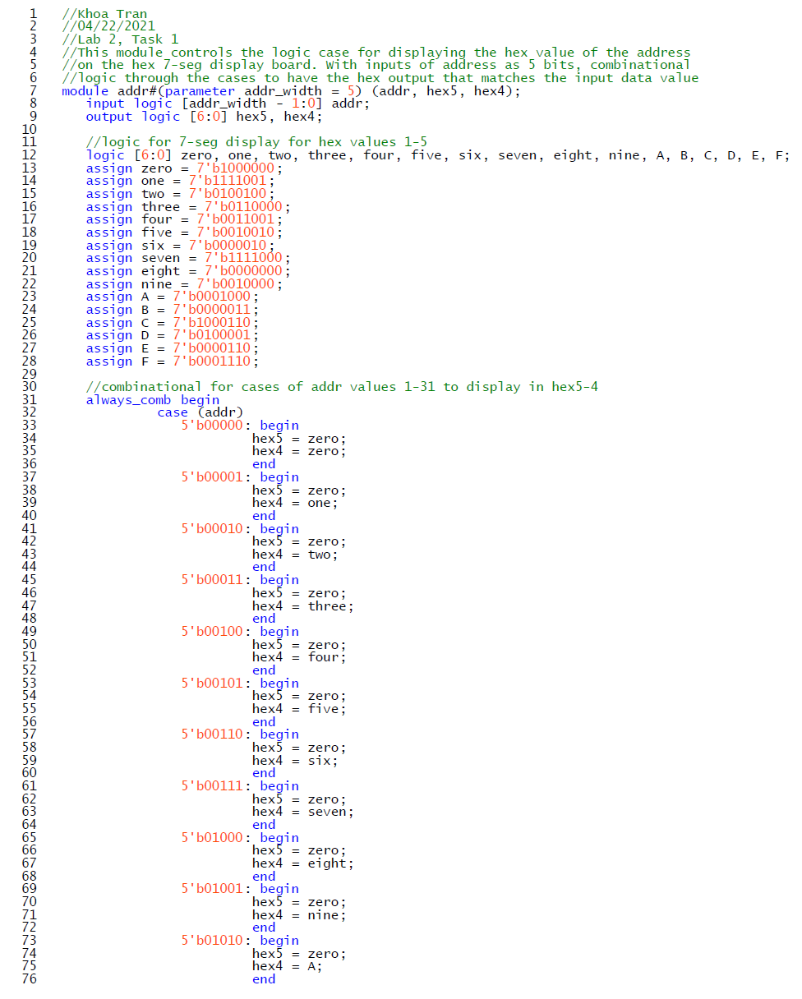 1 //Khoa Tran
2 //04/22/2021
3 //Lab 2, Task 1
4 //This module controls the logic case for displaying the hex value of the address
5 //on the hex 7-seg display board. With inputs of address as 5 bits, combinational
6 //logic through the cases to have the hex output that matches the input data value
7 module addr#(parameter addr_width = 5) (addr, hex5, hex4);
8 input logic [addr_width - 1:0] addr;
9 output logic [6:0] hex5, hex4;
10
11 //logic for 7-seg display for hex values 1-5
12 logic [6:0] zero, one, two, three, four, five, six, seven, eight, nine, A, B, C, D, E, F;
13 assign zero = 7'b1000000;
14 assign one = 7'b1111001;
15 assign two = 7'b0100100;
16 assign three = 7'b0110000;
17 assign four = 7'b0011001;
18 assign five = 7'b0010010;
19 assign six = 7'b0000010;
20 assign seven = 7'b1111000;
21 assign eight = 7'b0000000;
22 assign nine = 7'b0010000;
23 assign A = 7'b0001000;
24 assign B = 7'b0000011;
25 assign C = 7'b1000110;
26 assign D = 7'b0100001;
27 assign E = 7'b0000110;
28 assign F = 7'b0001110;
29
30 //combinational for cases of addr values 1-31 to display in hex5-4
31 always_comb begin
32 case (addr)
33 5'b00000: begin
34 hex5 = zero;
35 hex4 = zero;
36 end
37 5'b00001: begin
38 hex5 = zero;
39 hex4 = one;
40 end
41 5'b00010: begin
42 hex5 = zero;
43 hex4 = two;
44 end
45 5'b00011: begin
46 hex5 = zero;
47 hex4 = three;
48 end
49 5'b00100: begin
50 hex5 = zero;
51 hex4 = four;
52 end
53 5'b00101: begin
54 hex5 = zero;
55 hex4 = five;
56 end
57 5'b00110: begin
58 hex5 = zero;
59 hex4 = six;
60 end
61 5'b00111: begin
62 hex5 = zero;
63 hex4 = seven;
64 end
65 5'b01000: begin
66 hex5 = zero;
67 hex4 = eight;
68 end
69 5'b01001: begin
70 hex5 = zero;
71 hex4 = nine;
72 end
73 5'b01010: begin
74 hex5 = zero;
75 hex4 = A;
76 end